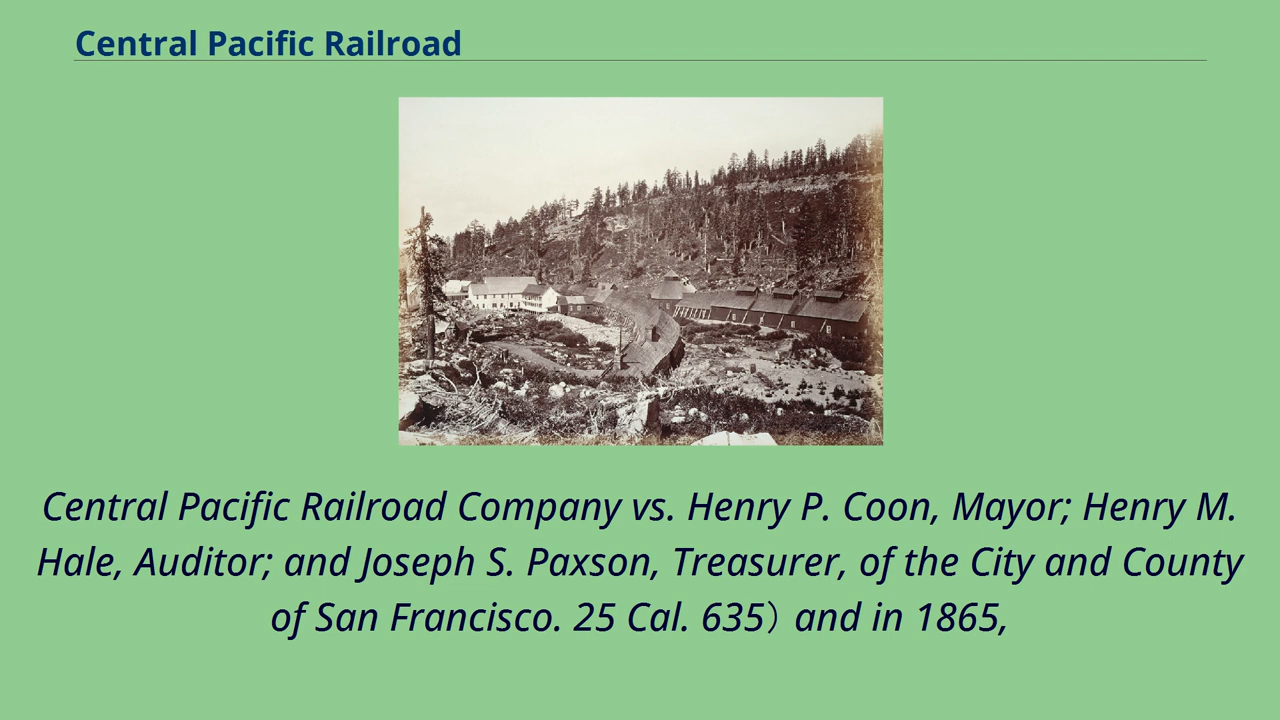 Central Pacific Railroad
Central Pacific Railroad Company vs. Henry P. Coon, Mayor; Henry M.
Hale, Auditor; and Joseph S. Paxson, Treasurer, of the City and County
of San Francisco. 25 Cal. 635) and in 1865,